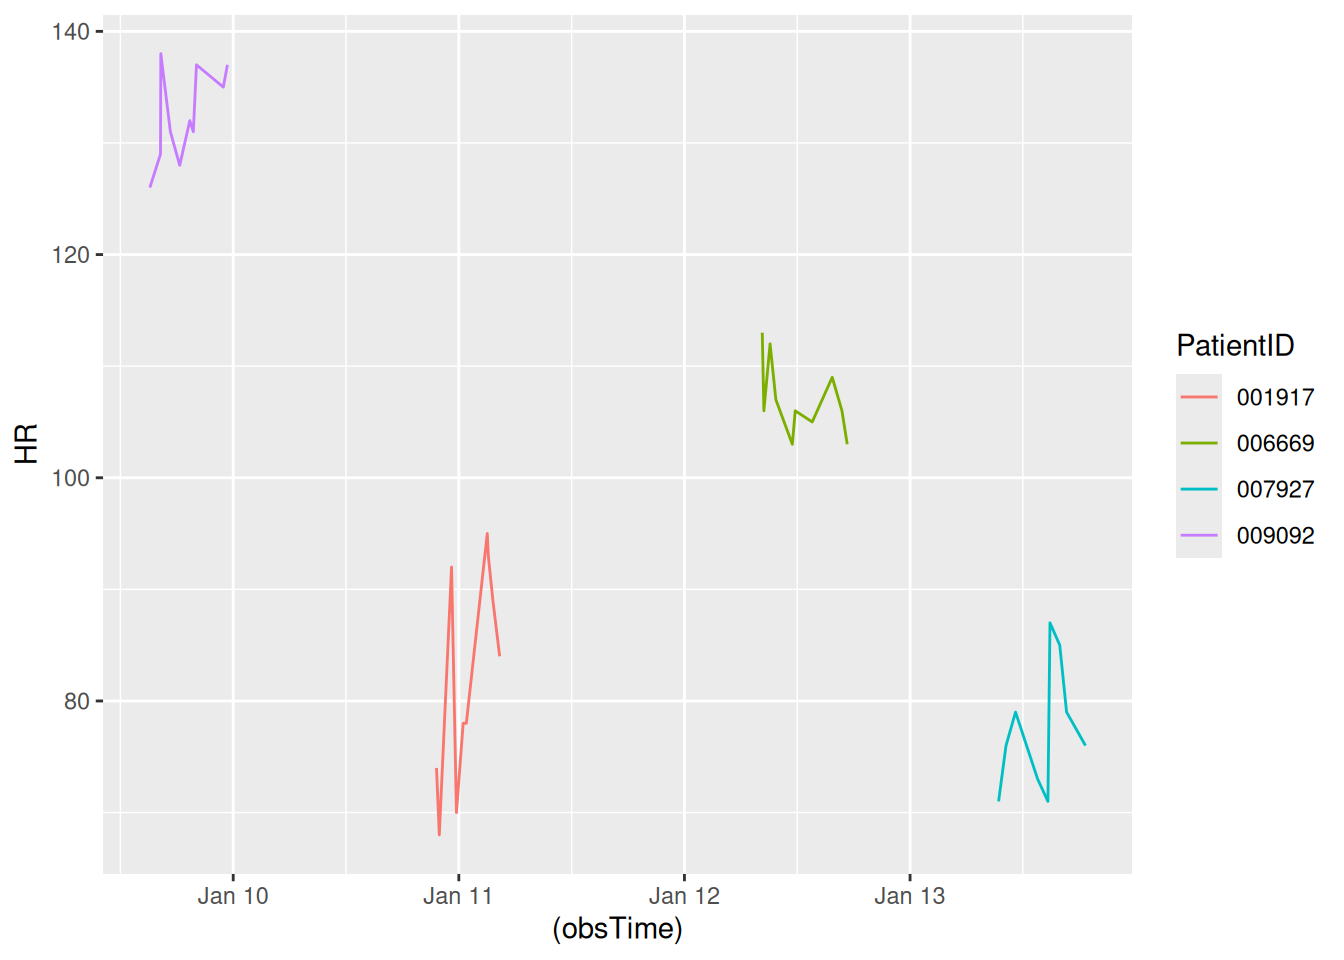 140
120
100
80
HR
Jan 10
Jan 11
Jan 12
Jan 13
(obsTime)
PatientID
001917
006669
007927
009092